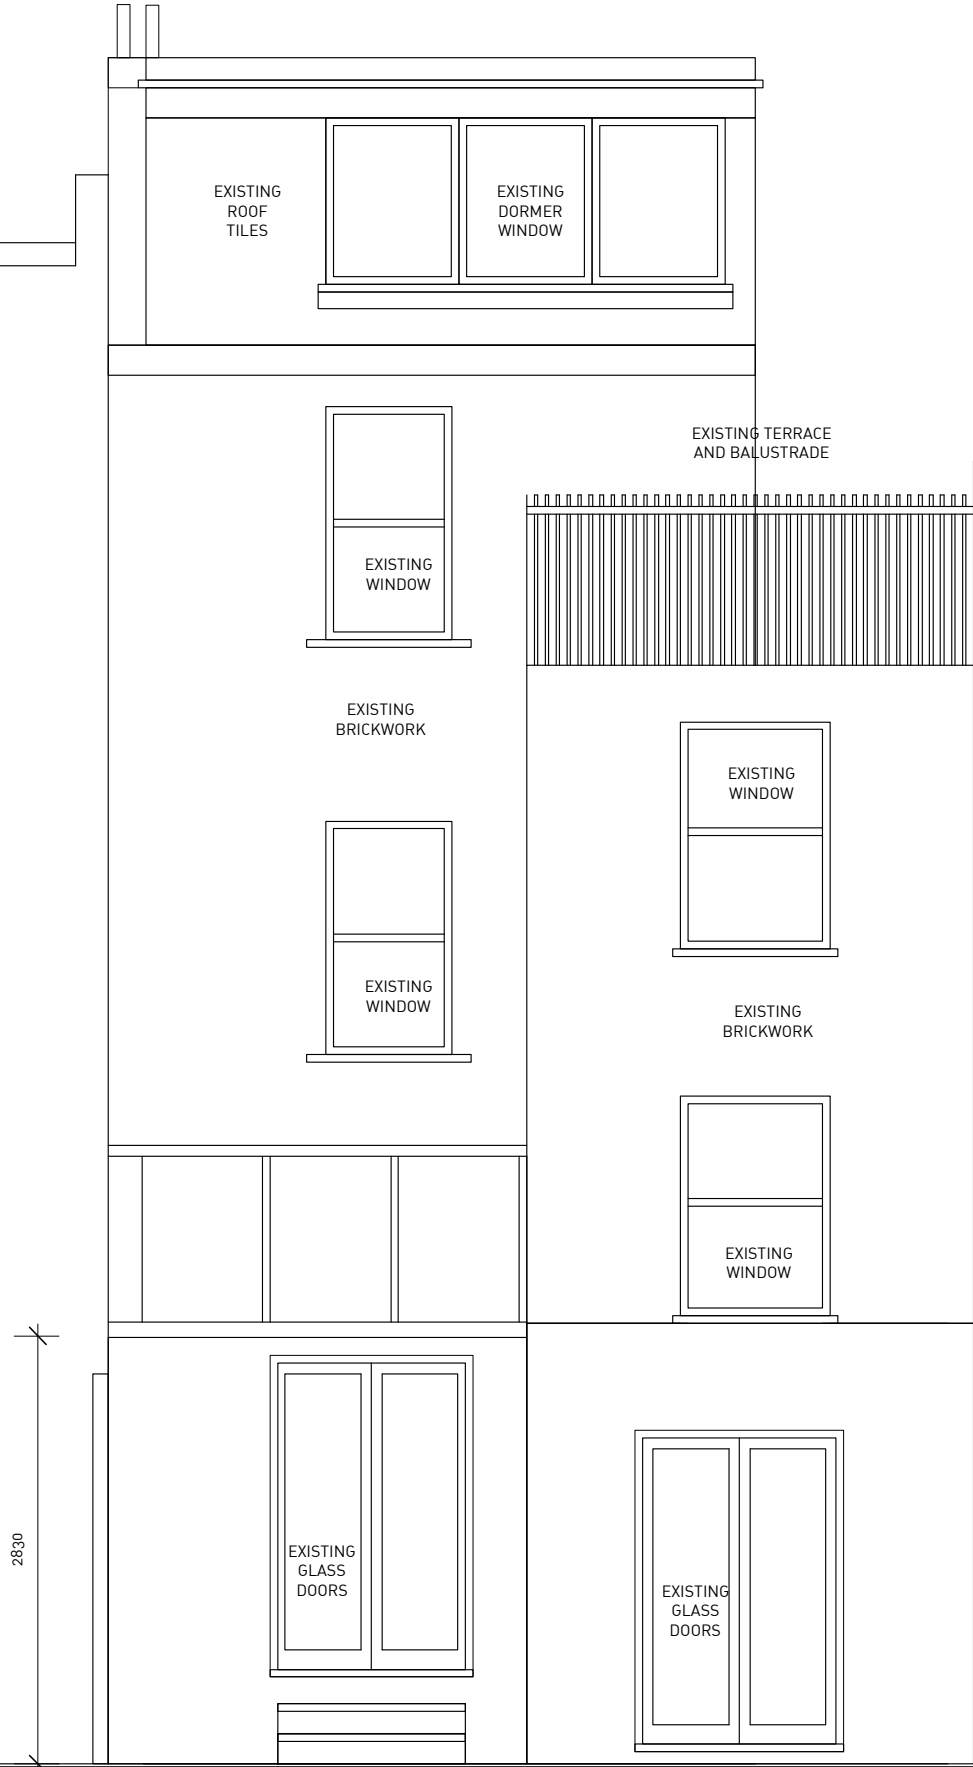 EXISTING
ROOF
TILES
EXISTING
DORMER
WINDOW
EXISTING TERRACE
AND BALUSTRADE
EXISTING
WINDOW
EXISTING
BRICKWORK
EXISTING
WINDOW
EXISTING
WINDOW
EXISTING
BRICKWORK
EXISTING
WINDOW
2830
EXISTING
GLASS
DOORS
EXISTING
GLASS
DOORS